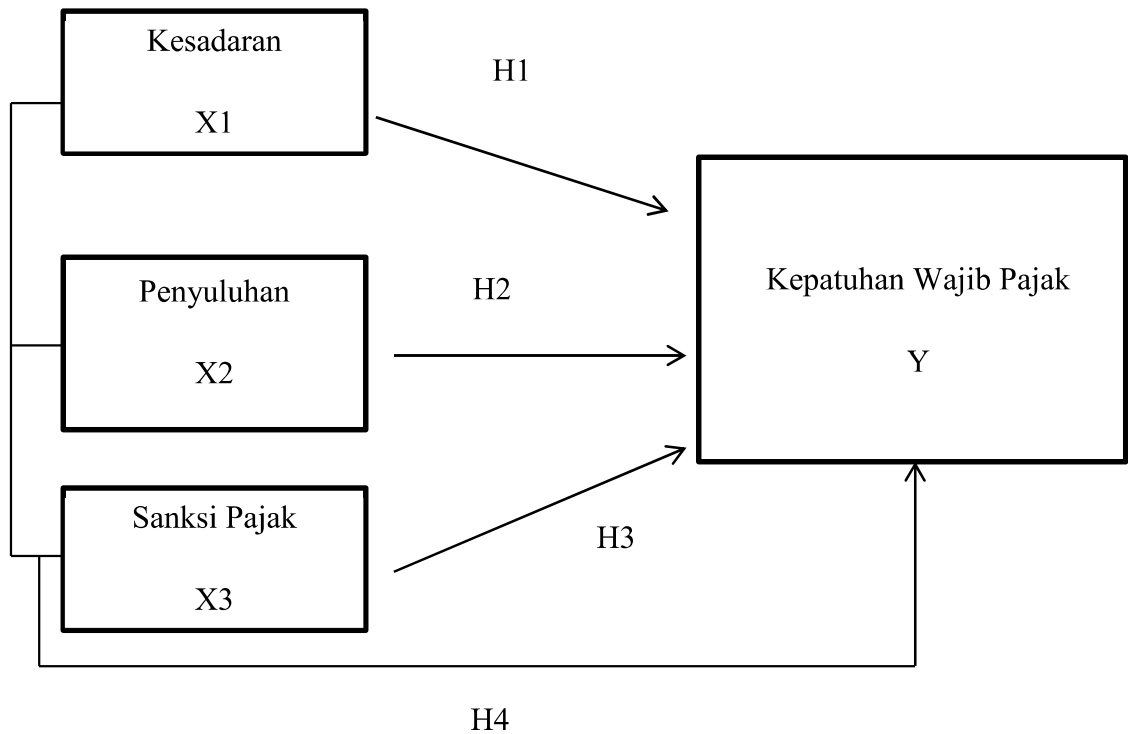 Kesadaran
X1
H1
Penyuluhan
X2
H2
Kepatuhan Wajib Pajak
Y
Sanksi Pajak
X3
H3
H4